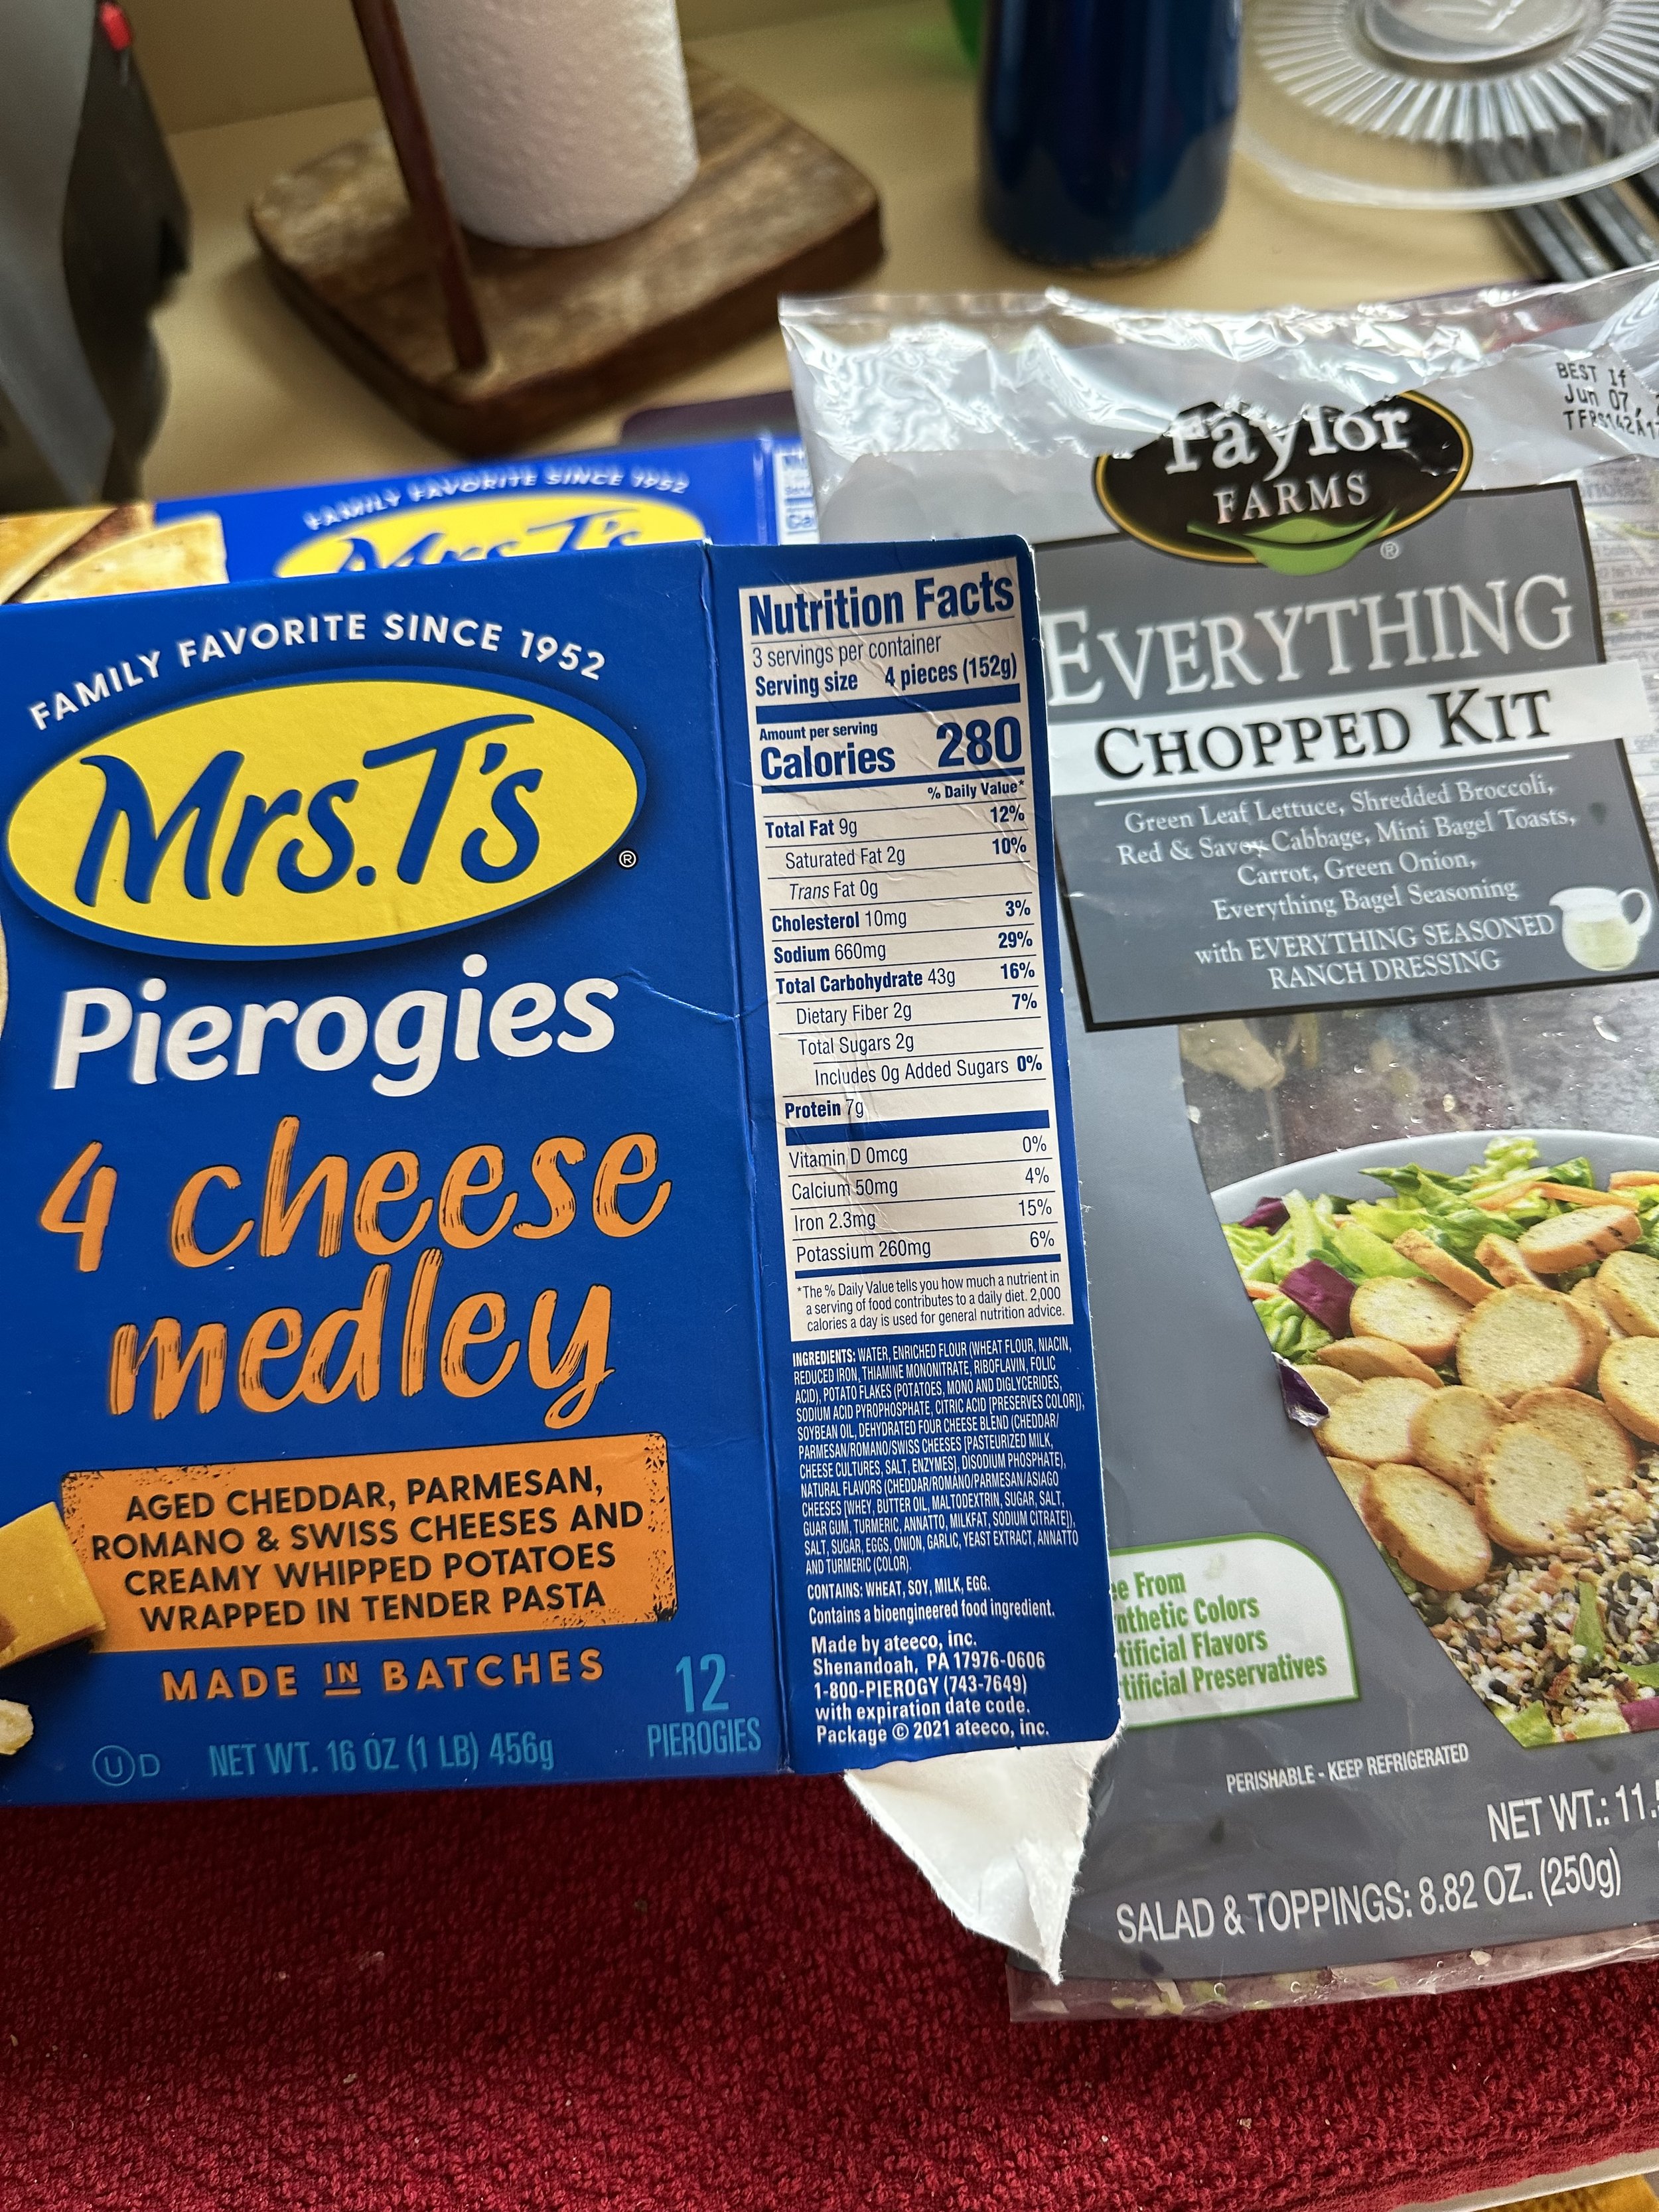 FAMILY FAVORITE SINCE 1952
Mrs. T's
FAMILY FAVORITE SINCE 1952
Mrs. T's
®
Pierogies
4 cheese
medley
AGED CHEDDAR, PARMESAN,
ROMANO & SWISS CHEESES AND
CREAMY WHIPPED POTATOES
WRAPPED IN TENDER PASTA
MADE IN BATCHES
12
PIEROGIES
U D NET WT. 16 OZ (1 LB) 456g
Nutrition Facts
3 servings per container
Serving size 4 pieces (152g)
Amount per serving
Calories 280
% Daily Value*
Total Fat 9g 12%
Saturated Fat 2g 10%
Trans Fat 0g
Cholesterol 10mg 3%
Sodium 660mg 29%
Total Carbohydrate 43g 16%
Dietary Fiber 2g 7%
Total Sugars 2g
Includes 0g Added Sugars 0%
Protein 7g
Vitamin D 0mcg 0%
Calcium 50mg 4%
Iron 2.3mg 15%
Potassium 260mg 6%
*The % Daily Value tells you how much a nutrient in
a serving of food contributes to a daily diet. 2,000
calories a day is used for general nutrition advice.
INGREDIENTS: WATER, ENRICHED FLOUR (WHEAT FLOUR, NIACIN,
REDUCED IRON, THIAMINE MONONITRATE, RIBOFLAVIN, FOLIC
ACID), POTATO FLAKES (POTATOES, MONO AND DIGLYCERIDES,
SODIUM ACID PYROPHOSPHATE, CITRIC ACID [PRESERVES COLOR]),
SOYBEAN OIL, DEHYDRATED FOUR CHEESE BLEND (CHEDDAR/
PARMESAN/ROMANO/SWISS CHEESES [PASTEURIZED MILK,
CHEESE CULTURES, SALT, ENZYMES], DISODIUM PHOSPHATE),
NATURAL FLAVORS (CHEDDAR/ROMANO/PARMESAN/ASIAGO
CHEESES [WHEY, BUTTER OIL, MALTODEXTRIN, SUGAR, SALT,
GUAR GUM, TURMERIC, ANNATTO, MILKFAT, SODIUM CITRATE]),
SALT, SUGAR, EGGS, ONION, GARLIC, YEAST EXTRACT, ANNATTO
AND TURMERIC (COLOR).
CONTAINS: WHEAT, SOY, MILK, EGG.
Contains a bioengineered food ingredient.
Made by ateeco, inc.
Shenandoah, PA 17976-0606
1-800-PIEROGY (743-7649)
with expiration date code.
Package © 2021 ateeco, inc.
BEST If
Jun 07,
Taylor
FARMS
®
EVERYTHING
CHOPPED KIT
Green Leaf Lettuce, Shredded Broccoli,
Red & Savoy Cabbage, Mini Bagel Toasts,
Carrot, Green Onion,
Everything Bagel Seasoning
with EVERYTHING SEASONED
RANCH DRESSING
e From
nthetic Colors
tificial Flavors
tificial Preservatives
PERISHABLE - KEEP REFRIGERATED
NET WT.: 11.
SALAD & TOPPINGS: 8.82 OZ. (250g)